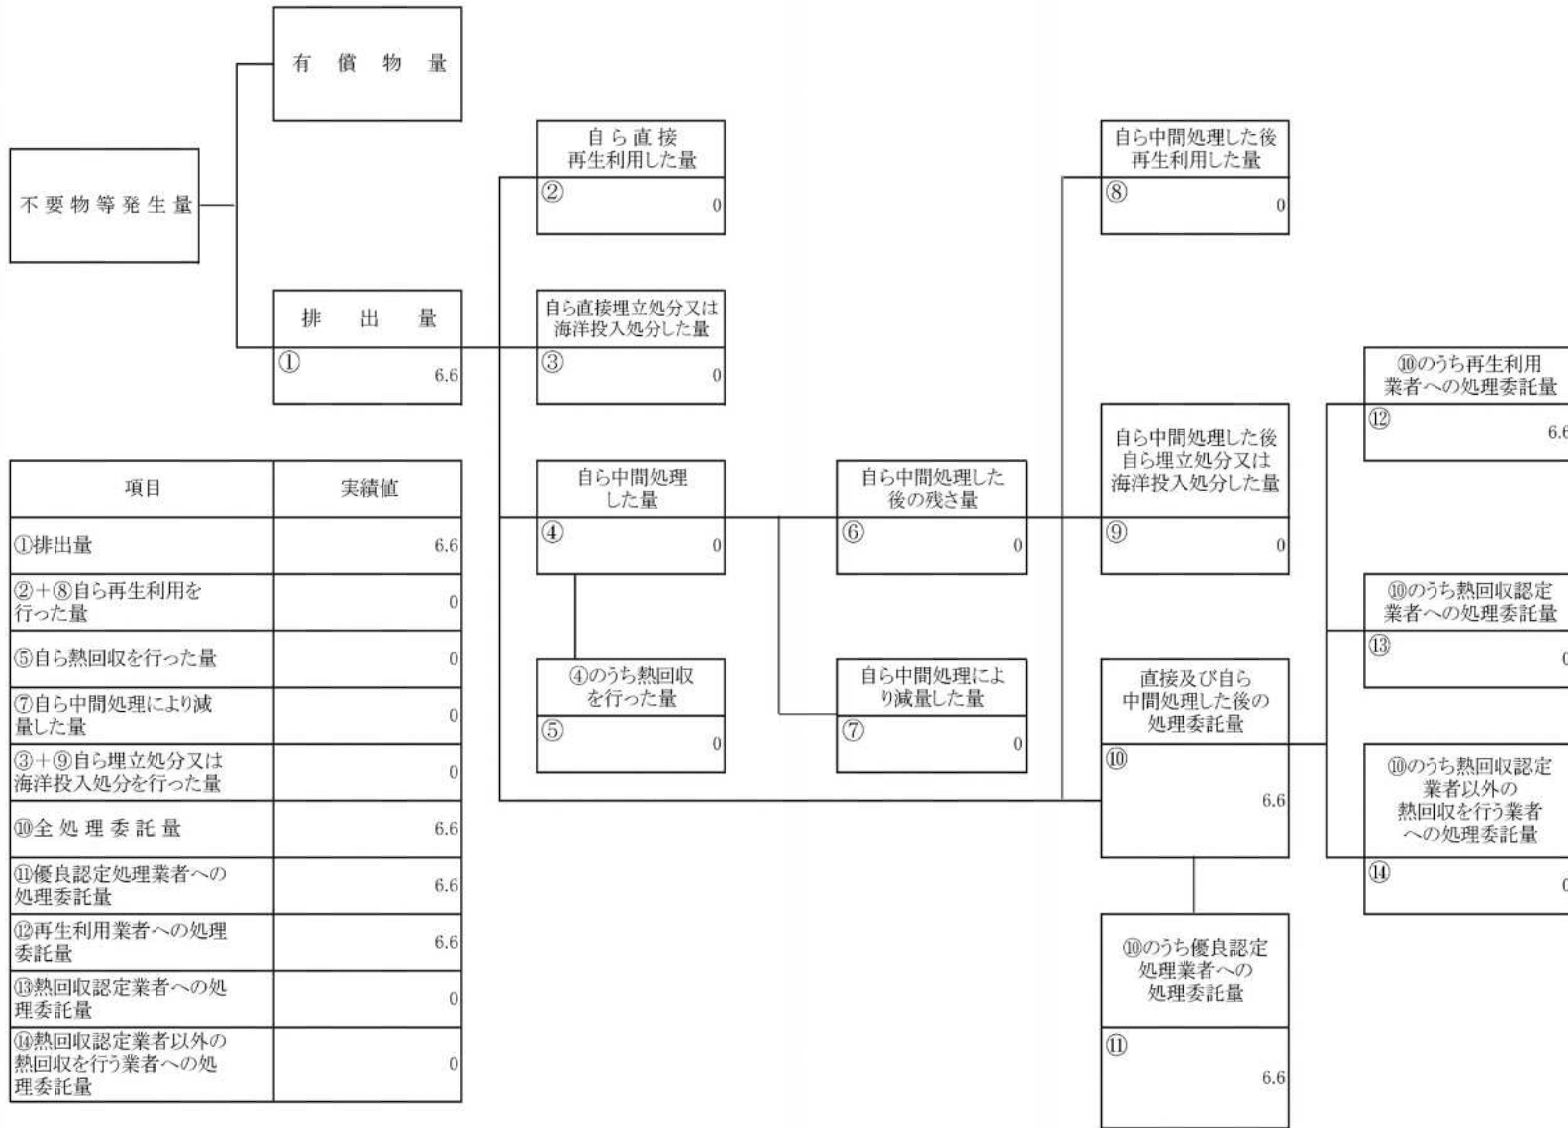 有償物量
不要物等発生量
排出量
①
6.6
自ら直接
再生利用した量
②
0
自ら直接埋立処分又は
海洋投入処分した量
③
0
自ら中間処理
した量
④
0
④のうち熱回収
を行った量
⑤
0
自ら中間処理した
後の残さ量
⑥
0
自ら中間処理によ
り減量した量
⑦
0
自ら中間処理した後
再生利用した量
⑧
0
自ら中間処理した後
自ら埋立処分又は
海洋投入処分した量
⑨
0
直接及び自ら
中間処理した後の
処理委託量
⑩
6.6
⑩のうち優良認定
処理業者への
処理委託量
⑪
6.6
⑩のうち再生利用
業者への処理委託量
⑫
6.6
⑩のうち熱回収認定
業者への処理委託量
⑬
0
⑩のうち熱回収認定
業者以外の
熱回収を行う業者
への処理委託量
⑭
0
項目 実績値
①排出量 6.6
②+⑧自ら再生利用を
行った量 0
⑤自ら熱回収を行った量 0
⑦自ら中間処理により減
量した量 0
③+⑨自ら埋立処分又は
海洋投入処分を行った量 0
⑩全処理委託量 6.6
⑪優良認定処理業者への
処理委託量 6.6
⑫再生利用業者への処理
委託量 6.6
⑬熱回収認定業者への処
理委託量 0
⑭熱回収認定業者以外の
熱回収を行う業者への処
理委託量 0